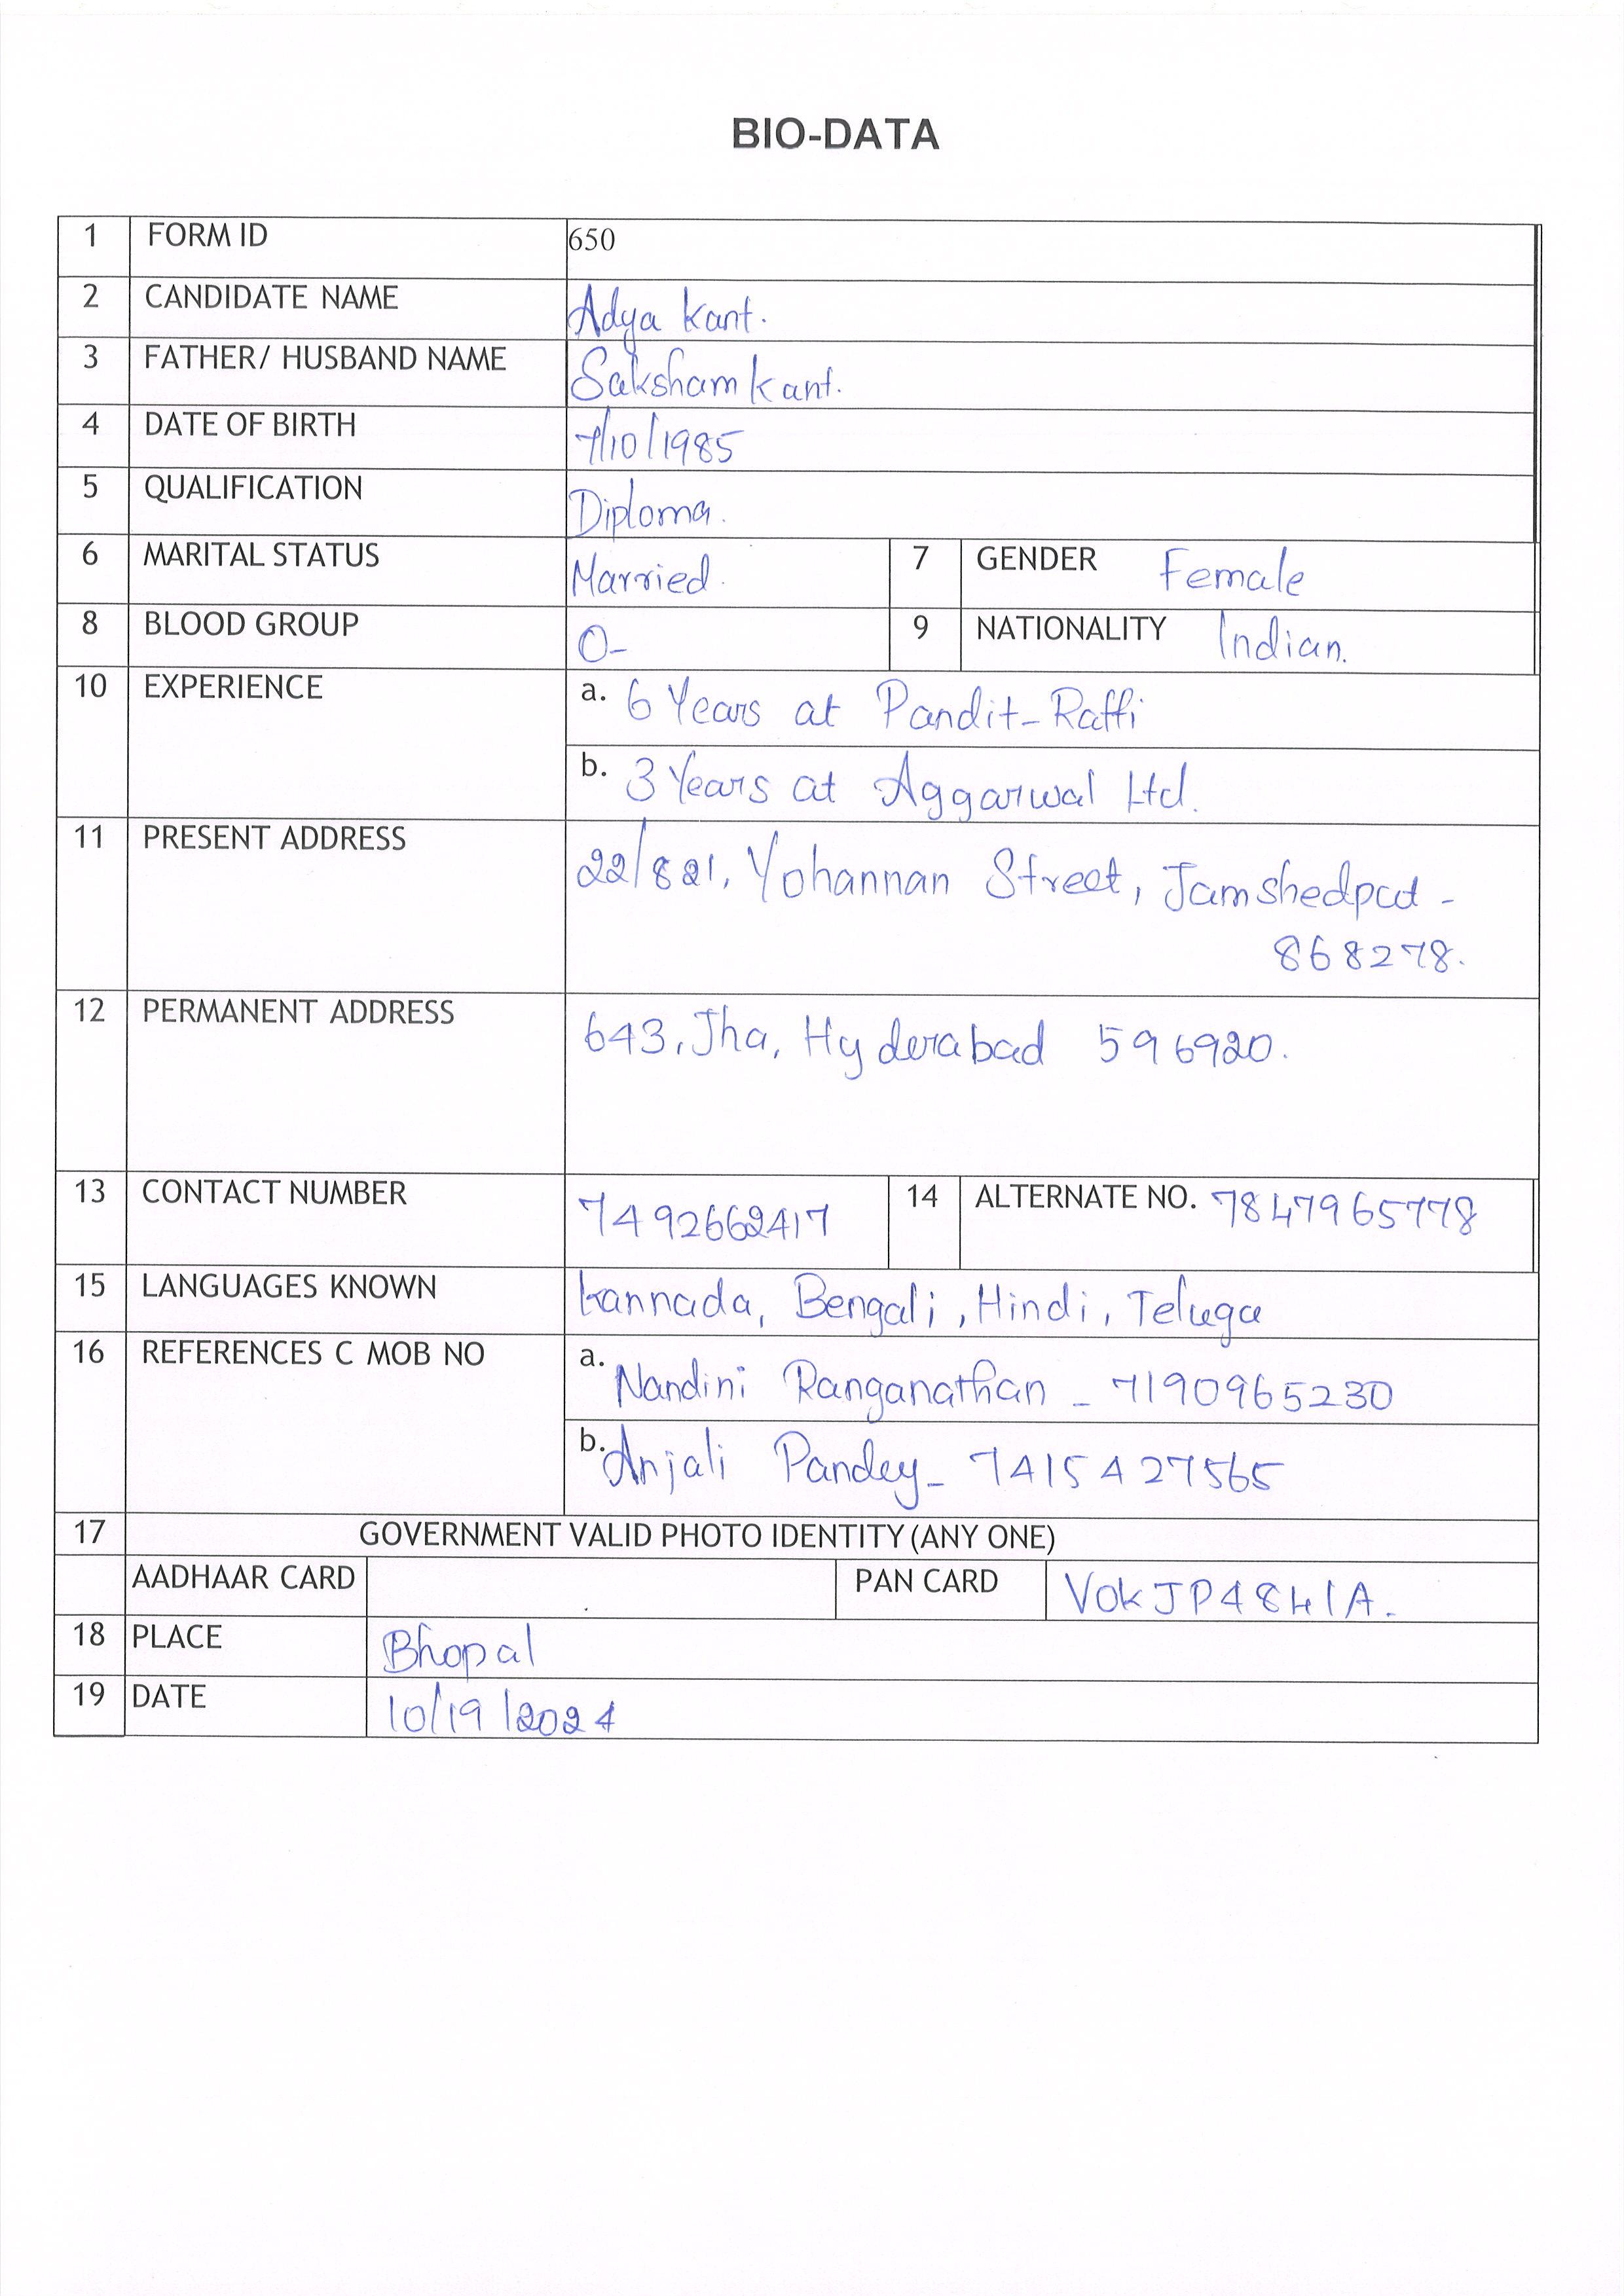 BIO-DATA
1 FORM ID 650
2 CANDIDATE NAME Adya Kant.
3 FATHER/ HUSBAND NAME Saksham Kant.
4 DATE OF BIRTH 7/10/1985
5 QUALIFICATION Diploma.
6 MARITAL STATUS Married. 7 GENDER Female
8 BLOOD GROUP O- 9 NATIONALITY Indian.
10 EXPERIENCE a. 6 Years at Pandit-Raffi
b. 3 Years at Aggarwal Ltd.
11 PRESENT ADDRESS 22/821, Yohannan Street, Jamshedpat -
868278.
12 PERMANENT ADDRESS 643, Jha, Hyderabad 596920.
13 CONTACT NUMBER 7492662417 14 ALTERNATE NO. 7847965778
15 LANGUAGES KNOWN Kannada, Bengali, Hindi, Teluga
16 REFERENCES C MOB NO a. Nandini Ranganathan - 7190965230
b. Anjali Pandey - 7415427565
17 GOVERNMENT VALID PHOTO IDENTITY (ANY ONE)
AADHAAR CARD PAN CARD VOKJP4841A.
18 PLACE Bhopal
19 DATE 10/19/2024